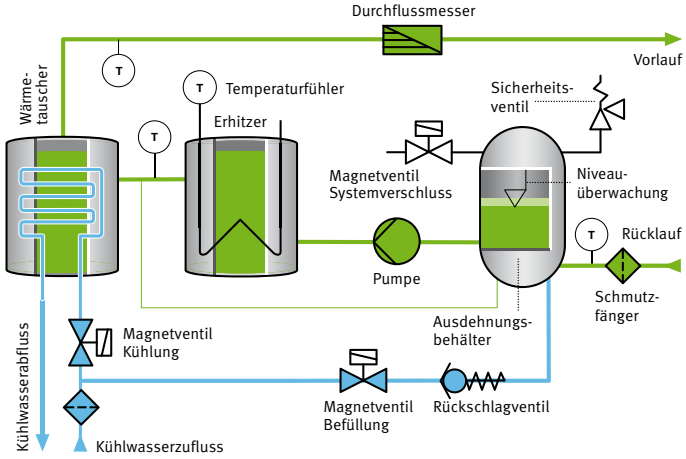 Durchflussmesser
Vorlauf
T
Wärme-
tauscher
T
Temperaturfühler
Erhitzer
T
Sicherheits-
ventil
Magnetventil
Systemverschluss
Niveau-
überwachung
Pumpe
T
Rücklauf
Schmutz-
fänger
Ausdehnungs-
behälter
Magnetventil
Kühlung
Magnetventil
Befüllung
Rückschlagventil
Kühlwasserabfluss
Kühlwasserzufluss